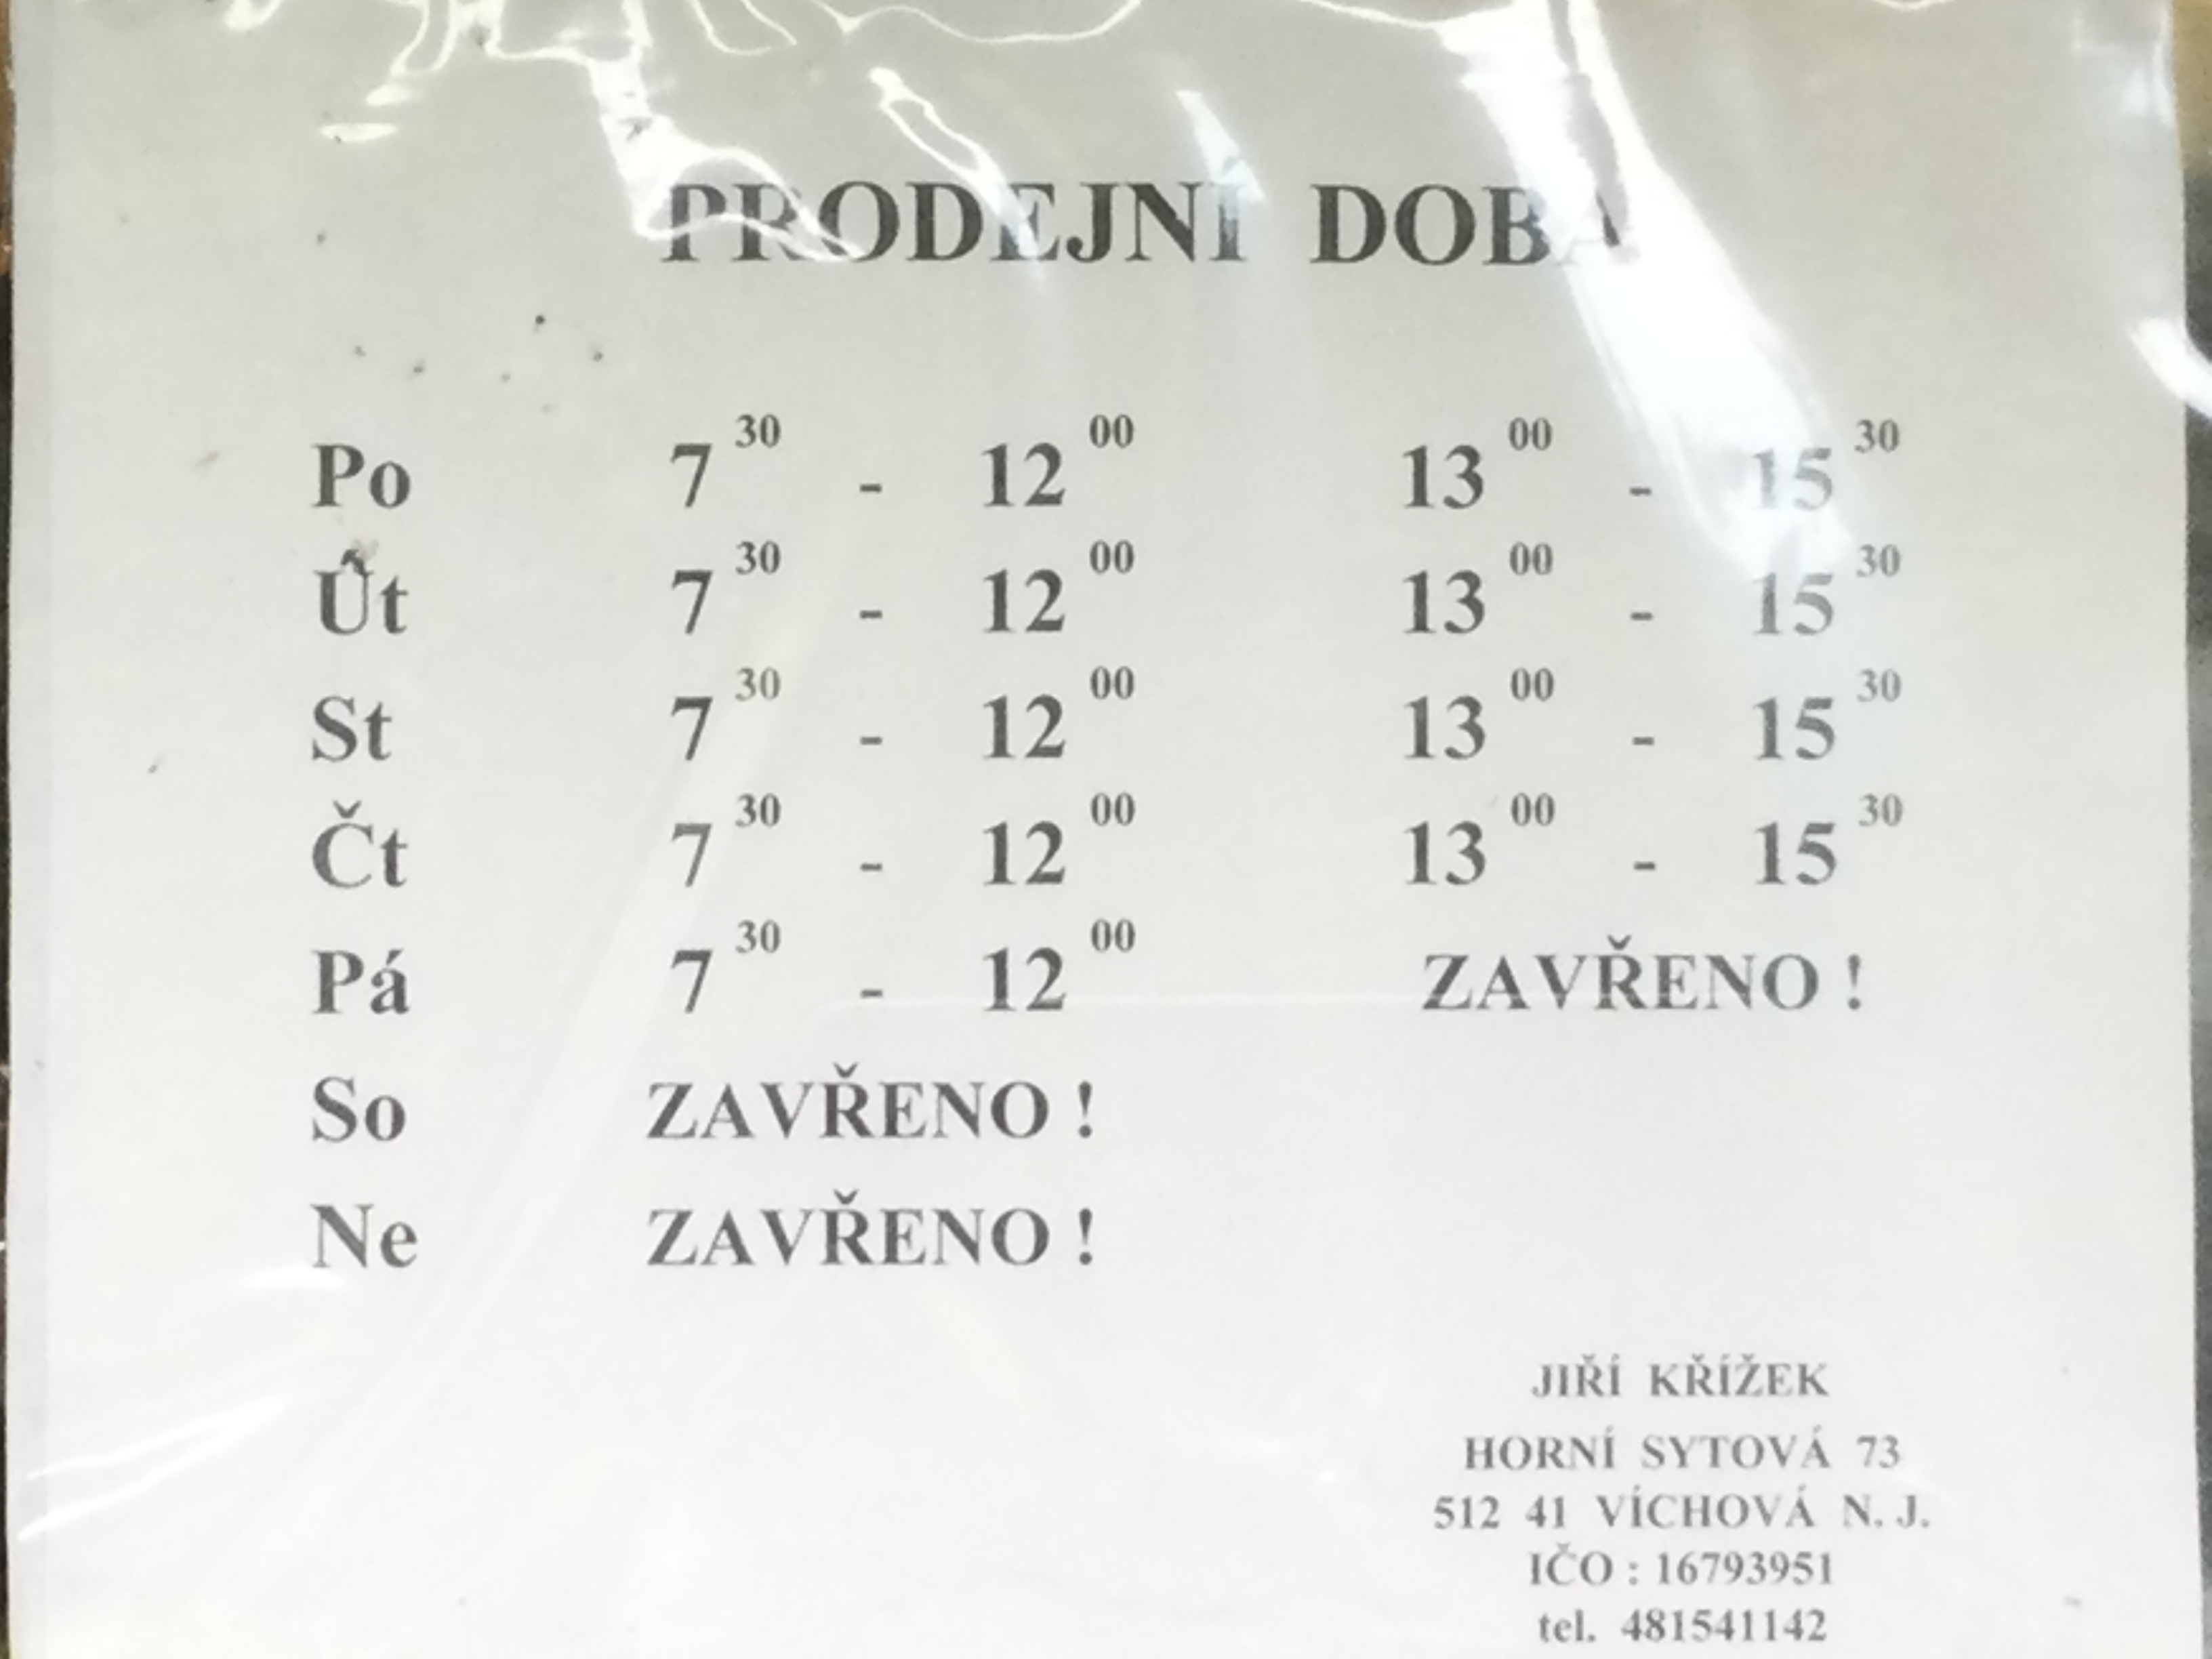 PRODEJNÍ DOBA
Po 7 30 - 12 00 13 00 - 15 30
Út 7 30 - 12 00 13 00 - 15 30
St 7 30 - 12 00 13 00 - 15 30
Čt 7 30 - 12 00 13 00 - 15 30
Pá 7 30 - 12 00 ZAVŘENO !
So ZAVŘENO !
Ne ZAVŘENO !
JIŘÍ KŘÍŽEK
HORNÍ SYTOVÁ 73
512 41 VÍCHOVÁ N. J.
IČO : 16793951
tel. 481541142